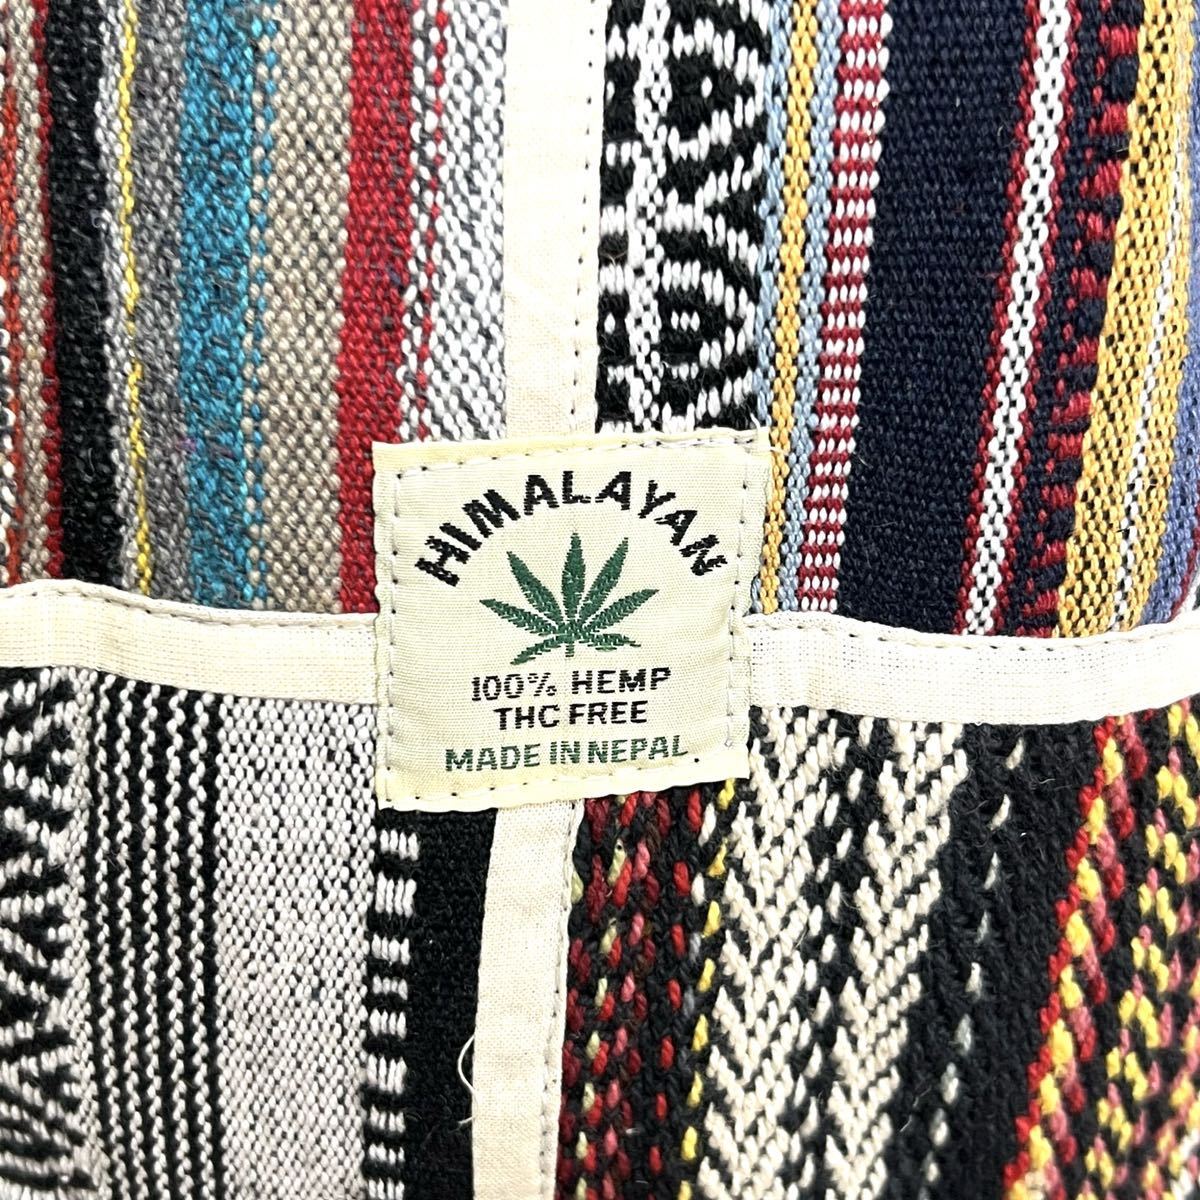 HIMALAYAN
100% HEMP
THC FREE
MADE IN NEPAL